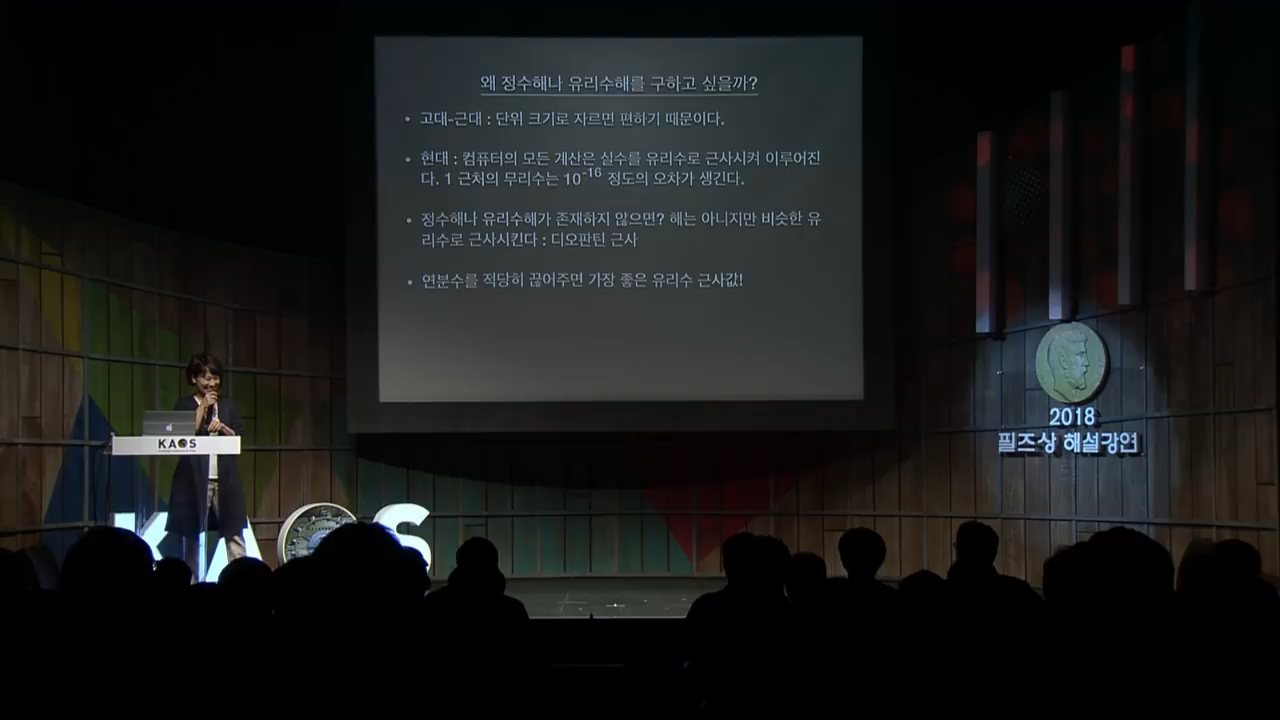 왜 정수해나 유리수해를 구하고 싶을까?
• 고대-근대 : 단위 크기로 자르면 편하기 때문이다.
• 현대 : 컴퓨터의 모든 계산은 실수를 유리수로 근사시켜 이루어진
다. 1 근처의 무리수는 10⁻¹⁶ 정도의 오차가 생긴다.
• 정수해나 유리수해가 존재하지 않으면? 해는 아니지만 비슷한 유
리수로 근사시킨다 : 디오판틴 근사
• 연분수를 적당히 끊어주면 가장 좋은 유리수 근사값!
2018
필즈상 해설강연
KAOS
KAOS